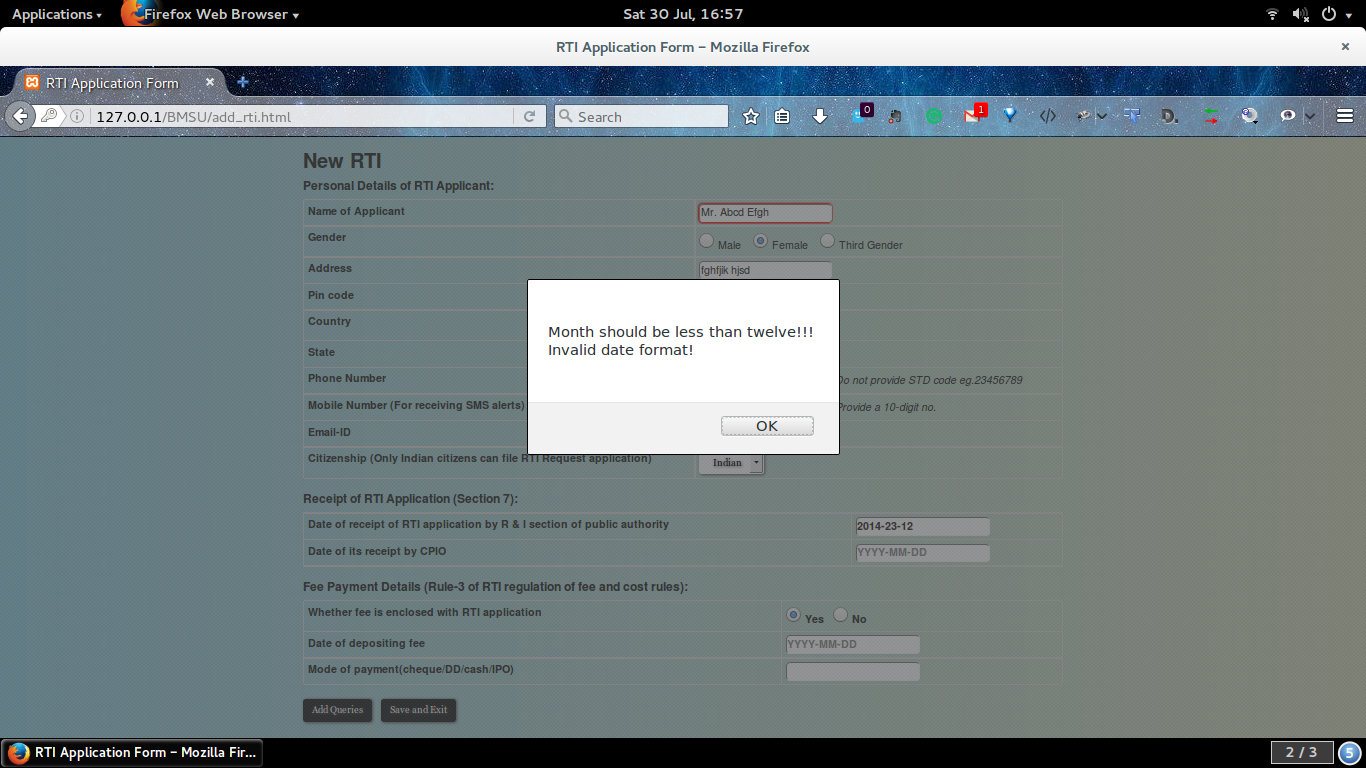 Applications
Firefox Web Browser
Sat 30 Jul, 16:57
RTI Application Form – Mozilla Firefox
RTI Application Form
127.0.0.1/BMSU/add_rti.html
Search
0
1
D.
New RTI
Personal Details of RTI Applicant:
Name of Applicant
Mr. Abcd Efgh
Gender
Male
Female
Third Gender
Address
fghfjik hjsd
Pin code
Country
State
Phone Number
Do not provide STD code eg.23456789
Mobile Number (For receiving SMS alerts)
Provide a 10-digit no.
Email-ID
Citizenship (Only Indian citizens can file RTI Request application)
Indian
Month should be less than twelve!!!
Invalid date format!
OK
Receipt of RTI Application (Section 7):
Date of receipt of RTI application by R & I section of public authority
2014-23-12
Date of its receipt by CPIO
YYYY-MM-DD
Fee Payment Details (Rule-3 of RTI regulation of fee and cost rules):
Whether fee is enclosed with RTI application
Yes
No
Date of depositing fee
YYYY-MM-DD
Mode of payment(cheque/DD/cash/IPO)
Add Queries
Save and Exit
RTI Application Form – Mozilla Fir...
2 / 3
5